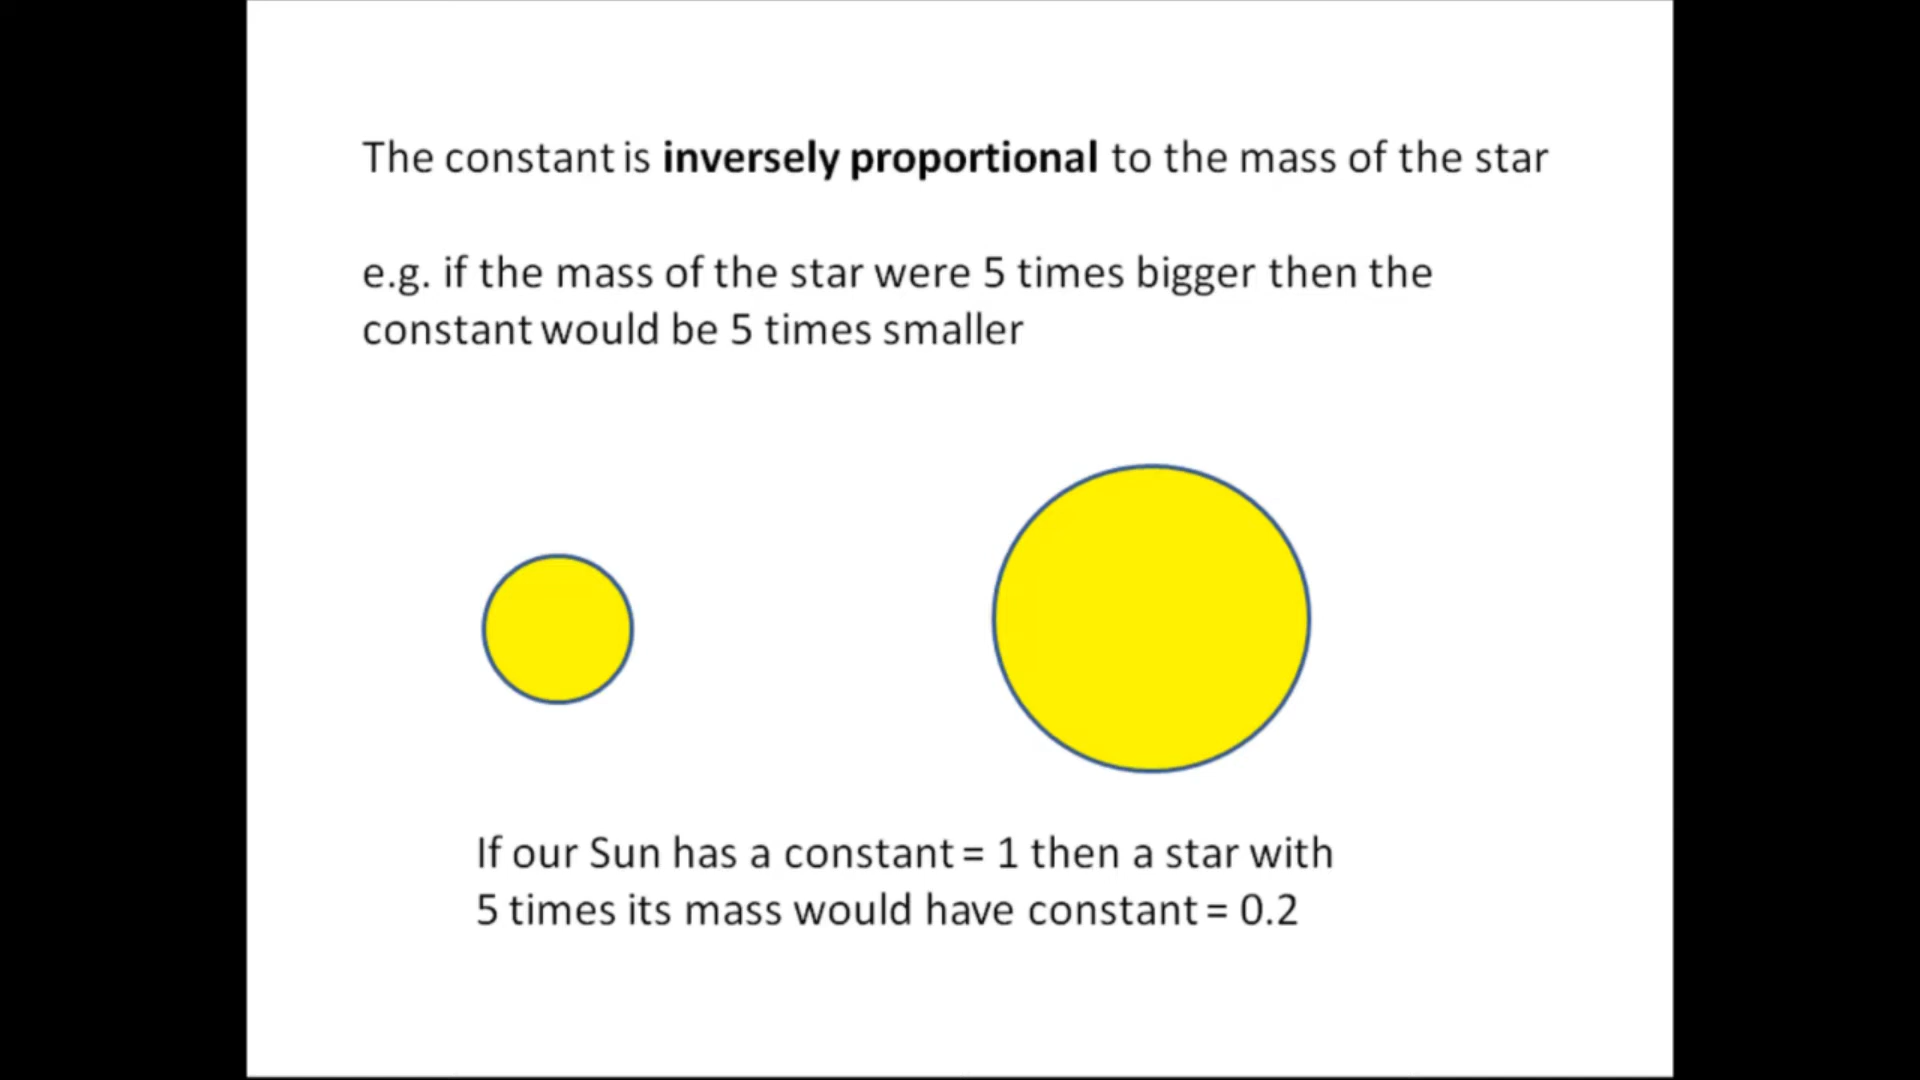 The constant is inversely proportional to the mass of the star
e.g. if the mass of the star were 5 times bigger then the
constant would be 5 times smaller
If our Sun has a constant = 1 then a star with
5 times its mass would have constant = 0.2